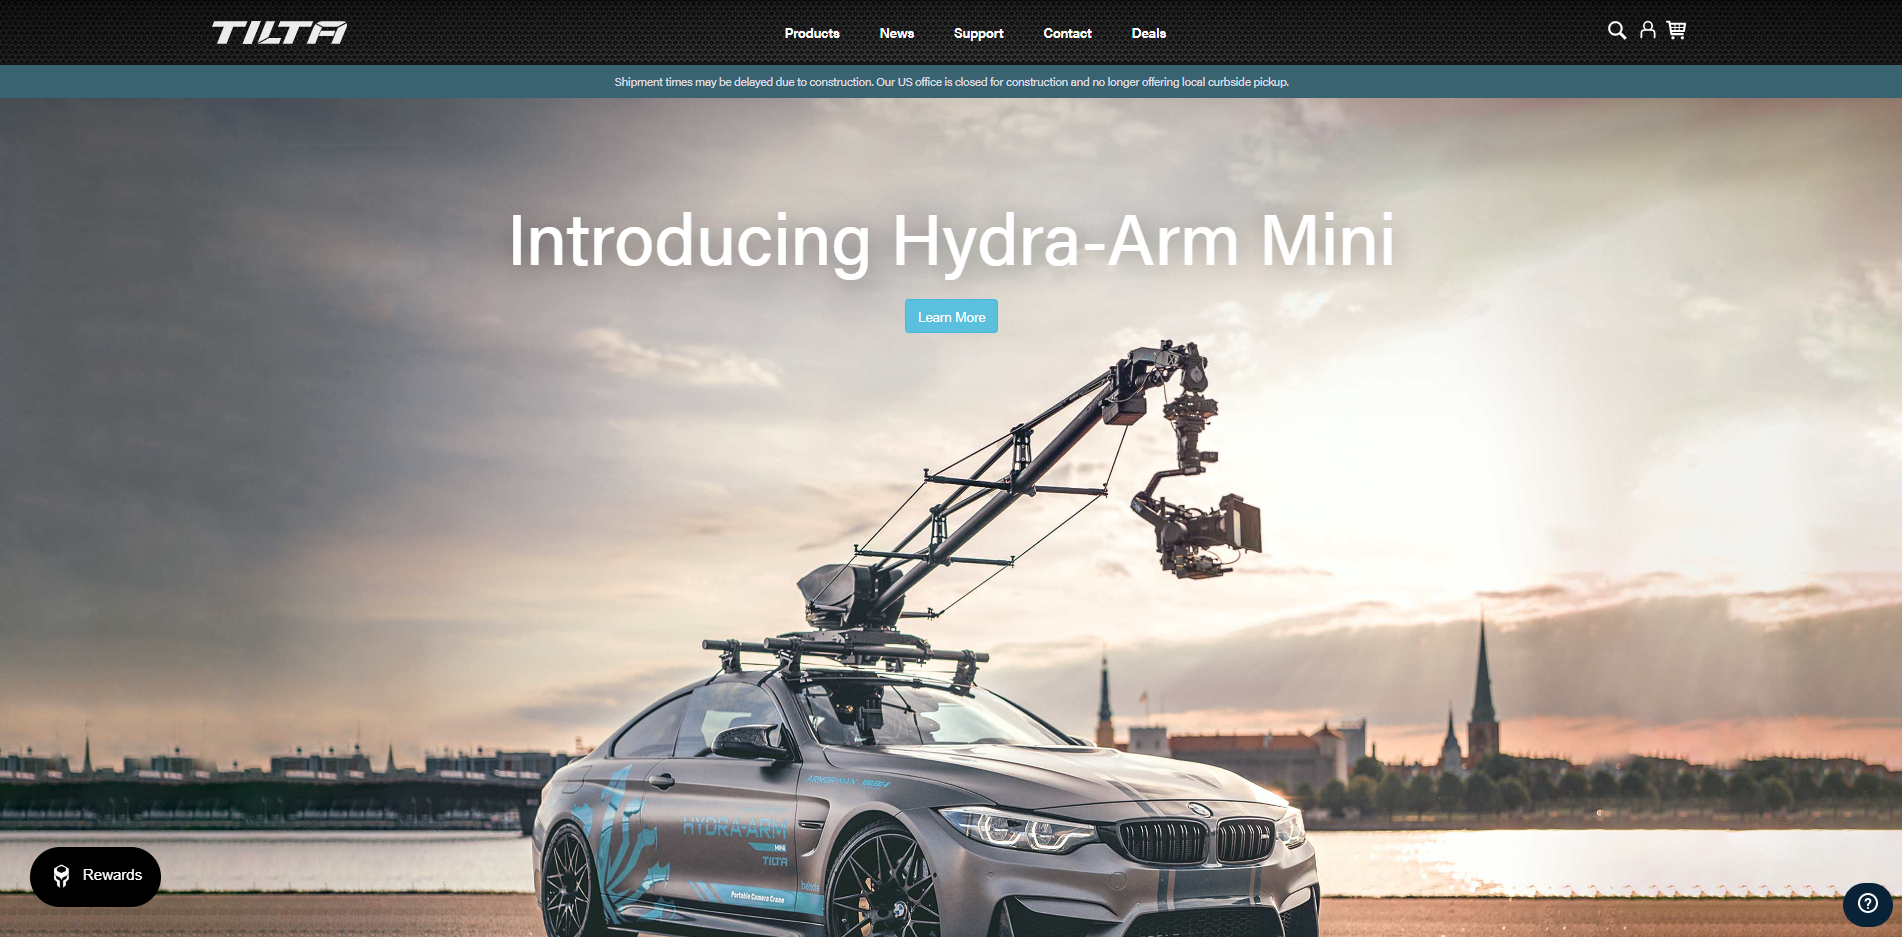 TILTA
Products News Support Contact Deals
Shipment times may be delayed due to construction. Our US office is closed for construction and no longer offering local curbside pickup.
Introducing Hydra-Arm Mini
Learn More
ARMORMAN
HYDRA-ARM
MINI
TILTA
Portable Camera Crane
Rewards